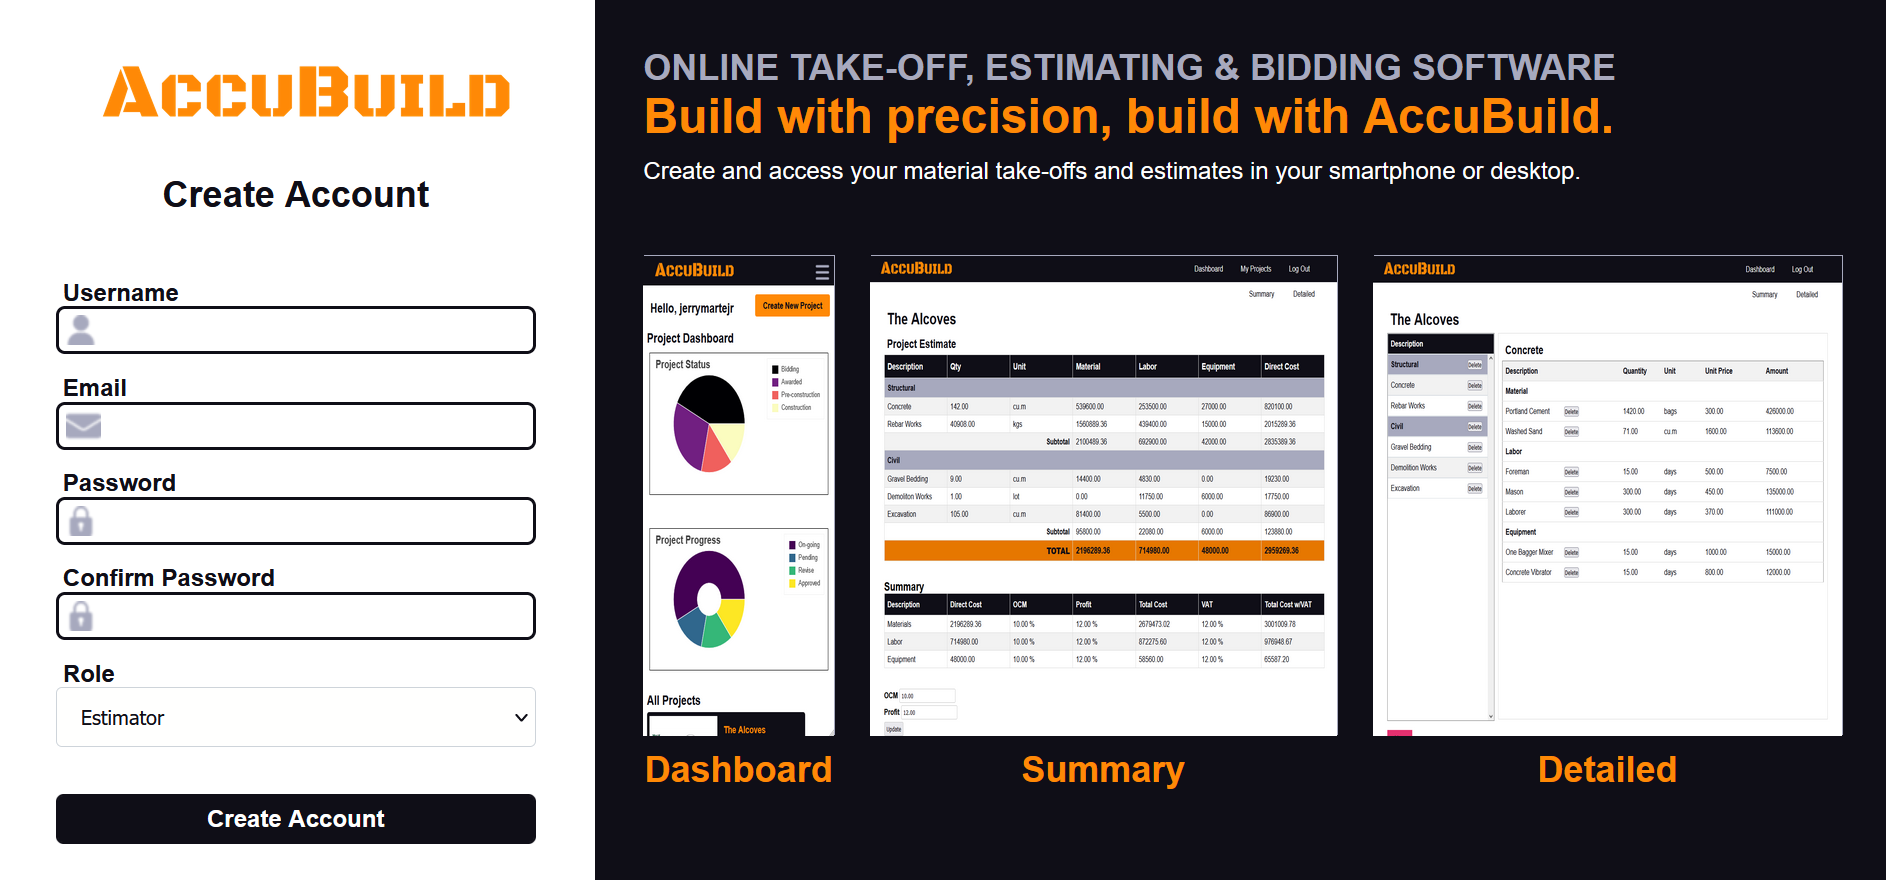 ACCUBUILD
Create Account
Username
Email
Password
Confirm Password
Role
Estimator
Create Account
ONLINE TAKE-OFF, ESTIMATING & BIDDING SOFTWARE
Build with precision, build with AccuBuild.
Create and access your material take-offs and estimates in your smartphone or desktop.
ACCUBUILD
Hello, jerrymartejr
Create New Project
Project Dashboard
Project Status
Bidding
Awarded
Pre-construction
Construction
Project Progress
On-going
Pending
Revise
Approved
All Projects
The Alcoves
Dashboard
ACCUBUILD
Dashboard My Projects Log Out
Summary Detailed
The Alcoves
Project Estimate
Description Qty Unit Material Labor Equipment Direct Cost
Structural
Concrete 142.00 cu.m 539600.00 253500.00 27000.00 820100.00
Rebar Works 40908.00 kgs 1560889.36 439400.00 15000.00 2015289.36
Subtotal 2100489.36 692900.00 42000.00 2835389.36
Civil
Gravel Bedding 9.00 cu.m 14400.00 4830.00 0.00 19230.00
Demoliton Works 1.00 lot 0.00 11750.00 6000.00 17750.00
Excavation 105.00 cu.m 81400.00 5500.00 0.00 86900.00
Subtotal 95800.00 22080.00 6000.00 123880.00
TOTAL 2196289.36 714980.00 48000.00 2959269.36
Summary
Description Direct Cost OCM Profit Total Cost VAT Total Cost w/VAT
Materials 2196289.36 10.00 % 12.00 % 2679473.02 12.00 % 3001009.78
Labor 714980.00 10.00 % 12.00 % 872275.60 12.00 % 976948.67
Equipment 48000.00 10.00 % 12.00 % 58560.00 12.00 % 65587.20
OCM 10.00
Profit 12.00
Update
Summary
ACCUBUILD
Dashboard Log Out
Summary Detailed
The Alcoves
Description
Structural Delete
Concrete Delete
Rebar Works Delete
Civil Delete
Gravel Bedding Delete
Demolition Works Delete
Excavation Delete
Concrete
Description Quantity Unit Unit Price Amount
Material
Portland Cement Delete 1420.00 bags 300.00 426000.00
Washed Sand Delete 71.00 cu.m 1600.00 113600.00
Labor
Foreman Delete 15.00 days 500.00 7500.00
Mason Delete 300.00 days 450.00 135000.00
Laborer Delete 300.00 days 370.00 111000.00
Equipment
One Bagger Mixer Delete 15.00 days 1000.00 15000.00
Concrete Vibrator Delete 15.00 days 800.00 12000.00
Detailed